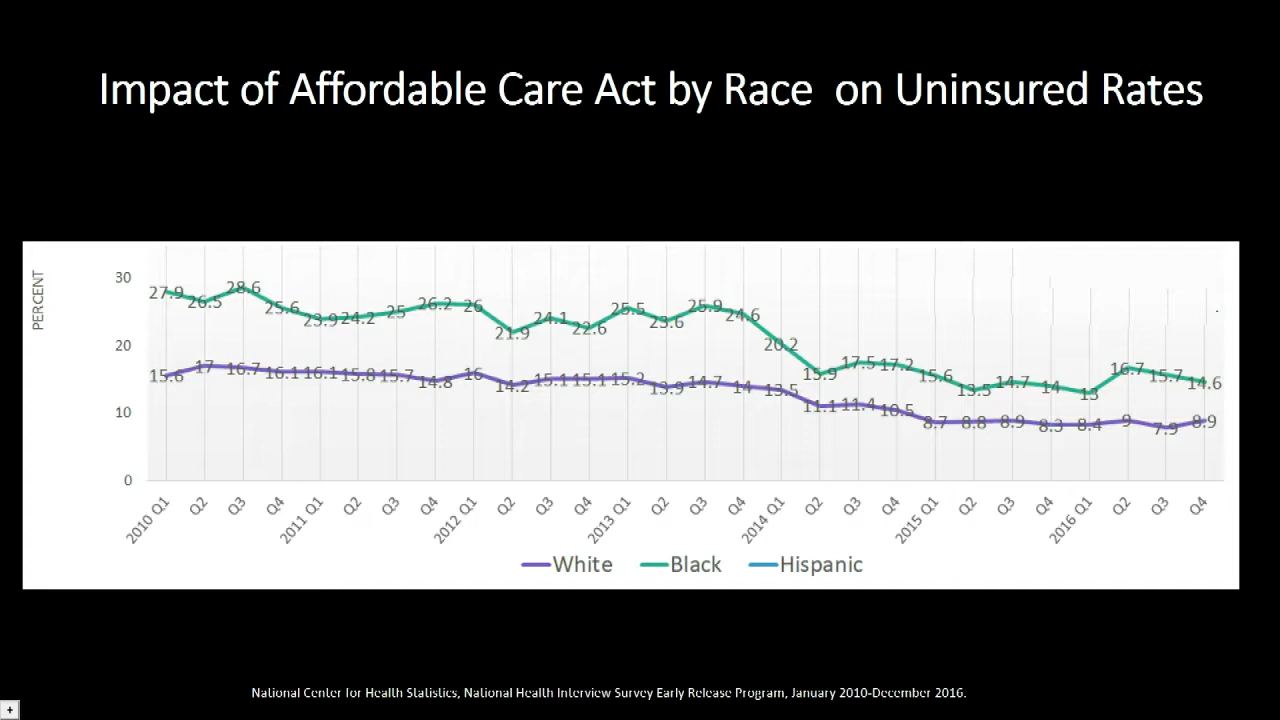 Impact of Affordable Care Act by Race on Uninsured Rates
PERCENT
30
20
10
0
27.9 26.5 28.6 25.6 23.9 24.2 25 26.2 26 21.9 24.1 22.6 25.5 23.6 25.9 24.6 20.2 15.9 17.5 17.2 15.6 13.5 14.7 14 13 16.7 15.7 14.6
15.6 17 16.7 16.1 16.1 15.8 15.7 14.8 16 14.2 15.1 15.1 15.2 13.9 14.7 14 13.5 11.1 11.4 10.5 8.7 8.8 8.9 8.3 8.4 9 7.9 8.9
2010 Q1 Q2 Q3 Q4 2011 Q1 Q2 Q3 Q4 2012 Q1 Q2 Q3 Q4 2013 Q1 Q2 Q3 Q4 2014 Q1 Q2 Q3 Q4 2015 Q1 Q2 Q3 Q4 2016 Q1 Q2 Q3 Q4
White Black Hispanic
National Center for Health Statistics, National Health Interview Survey Early Release Program, January 2010-December 2016.
+